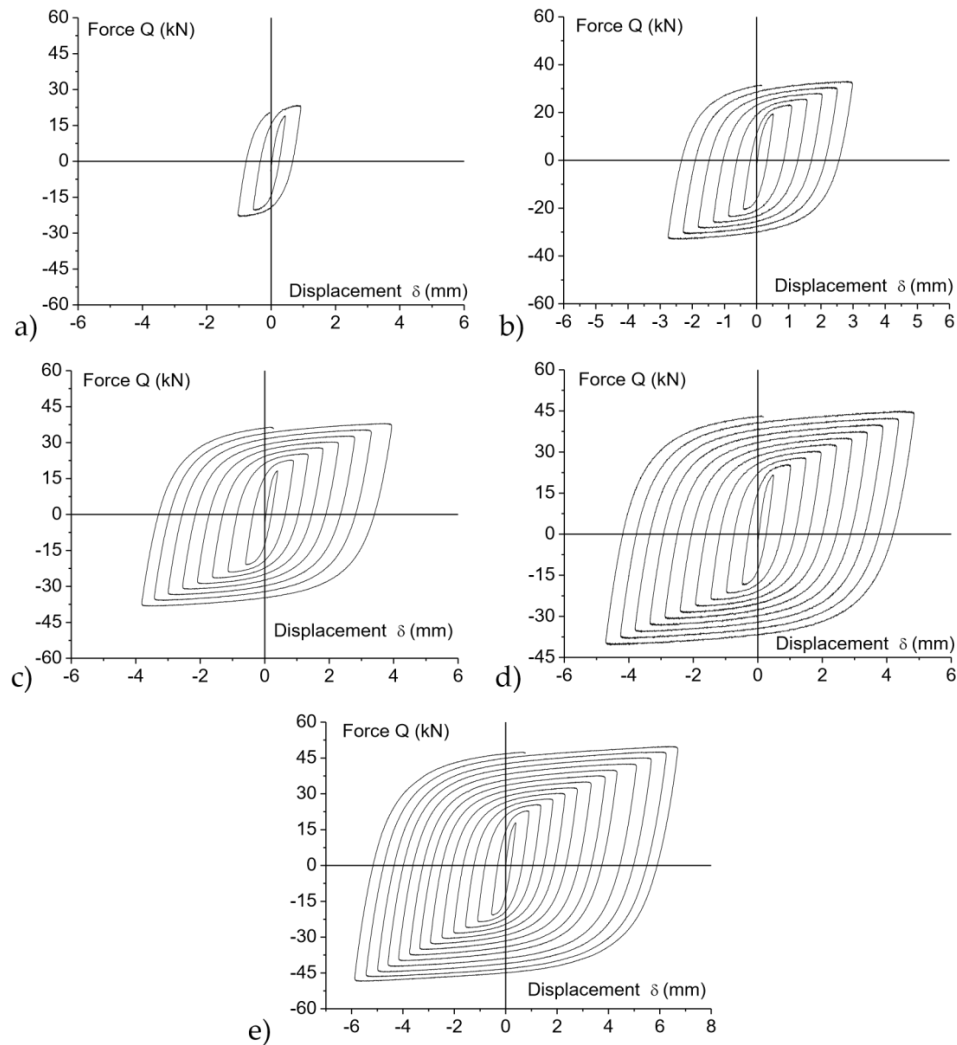 Force Q (kN)
60
45
30
15
0
-15
-30
-45
-60
-6 -4 -2 0 2 4 6
Displacement δ (mm)
a)
Force Q (kN)
60
40
20
0
-20
-40
-60
-6 -5 -4 -3 -2 -1 0 1 2 3 4 5 6
Displacement δ (mm)
b)
Force Q (kN)
60
45
30
15
0
-15
-30
-45
-60
-6 -4 -2 0 2 4 6
Displacement δ (mm)
c)
Force Q (kN)
60
45
30
15
0
-15
-30
-45
-6 -4 -2 0 2 4 6
Displacement δ (mm)
d)
Force Q (kN)
60
45
30
15
0
-15
-30
-45
-60
-6 -4 -2 0 2 4 6 8
Displacement δ (mm)
e)